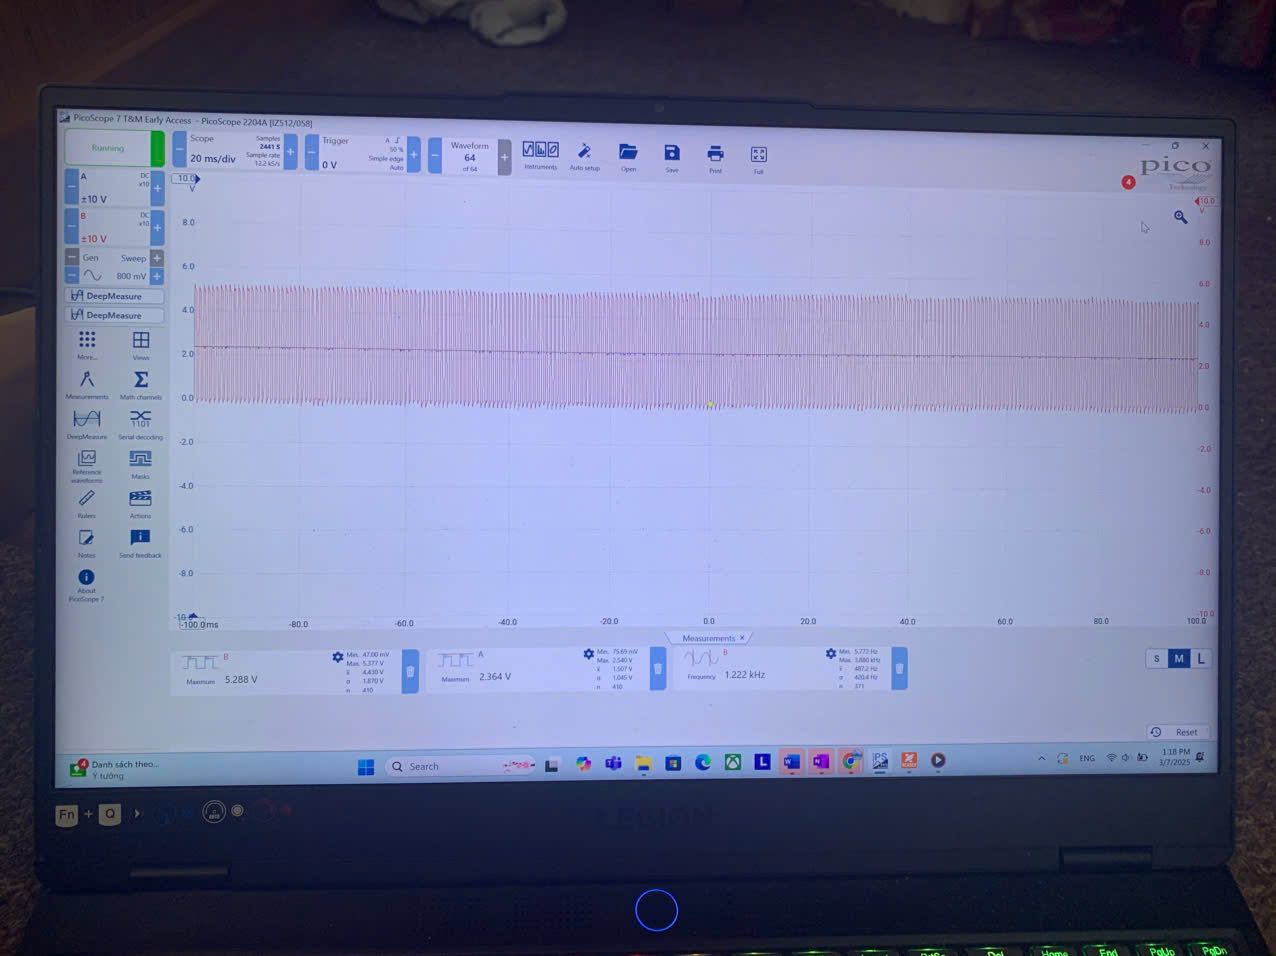 PicoScope 7 T&M Early Access - PicoScope 2204A [IZ512/058]
Running
Scope
20 ms/div
Samples
2441 S
Sample rate
12.2 kS/s
Trigger
0 V
A
50 %
Simple edge
Auto
Waveform
64
of 64
Instruments
Auto setup
Open
Save
Print
Full
pico
Technology
4
A
DC
x10
±10 V
B
DC
x10
±10 V
Gen
Sweep
800 mV
DeepMeasure
DeepMeasure
More...
Views
Measurements
Math channels
DeepMeasure
1101
Serial decoding
Reference waveforms
Masks
Rulers
Actions
Notes
Send feedback
About
PicoScope 7
10.0
V
8.0
6.0
4.0
2.0
0.0
-2.0
-4.0
-6.0
-8.0
-10.0
10.0
V
8.0
6.0
4.0
2.0
0.0
-2.0
-4.0
-6.0
-8.0
-10.0
-100.0 ms
-80.0
-60.0
-40.0
-20.0
0.0
20.0
40.0
60.0
80.0
100.0
Measurements ×
B
Maximum
5.288 V
Min. 47.00 mV
Max. 5.377 V
x̄ 4.430 V
σ 1.870 V
n 410
A
Maximum
2.364 V
Min. 75.69 mV
Max. 2.540 V
x̄ 1.507 V
σ 1.045 V
n 410
B
Frequency
1.222 kHz
Min. 5.772 Hz
Max. 3.880 kHz
x̄ 487.2 Hz
σ 420.4 Hz
n 371
S M L
Reset
4
Danh sách theo...
Ý tưởng
Search
ENG
1:18 PM
3/7/2025
Fn + Q
LEGION
Del
Home
End
PgUp
PgDn